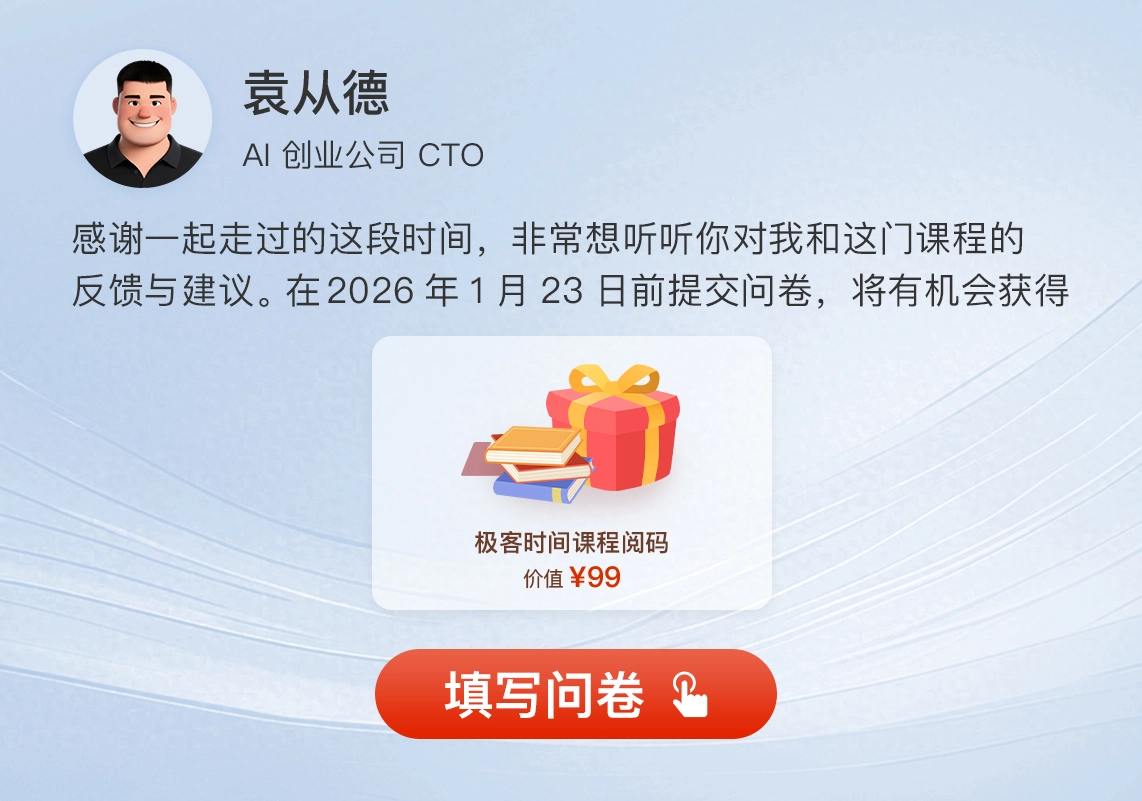 袁从德
AI 创业公司 CTO
感谢一起走过的这段时间，非常想听听你对我和这门课程的
反馈与建议。在 2026 年 1 月 23 日前提交问卷，将有机会获得
极客时间课程阅码
价值 ¥99
填写问卷